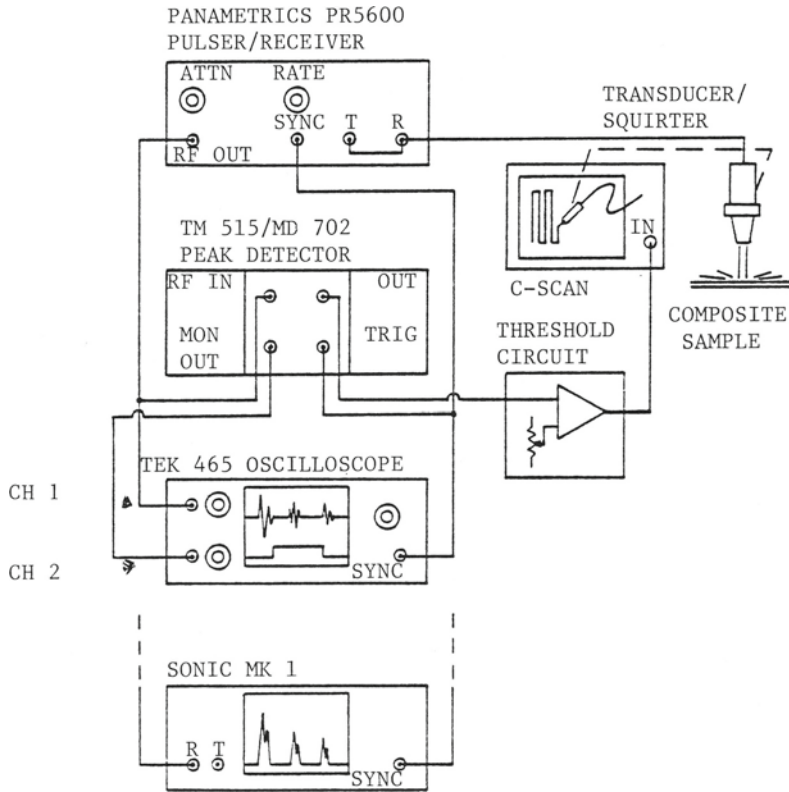 PANAMETRICS PR5600
PULSER/RECEIVER
ATTN RATE
SYNC T R
RF OUT
TRANSDUCER/
SQUIRTER
TM 515/MD 702
PEAK DETECTOR
RF IN OUT
MON TRIG
OUT
IN
C-SCAN
COMPOSITE
SAMPLE
THRESHOLD
CIRCUIT
TEK 465 OSCILLOSCOPE
CH 1
CH 2
SYNC
SONIC MK 1
R T
SYNC